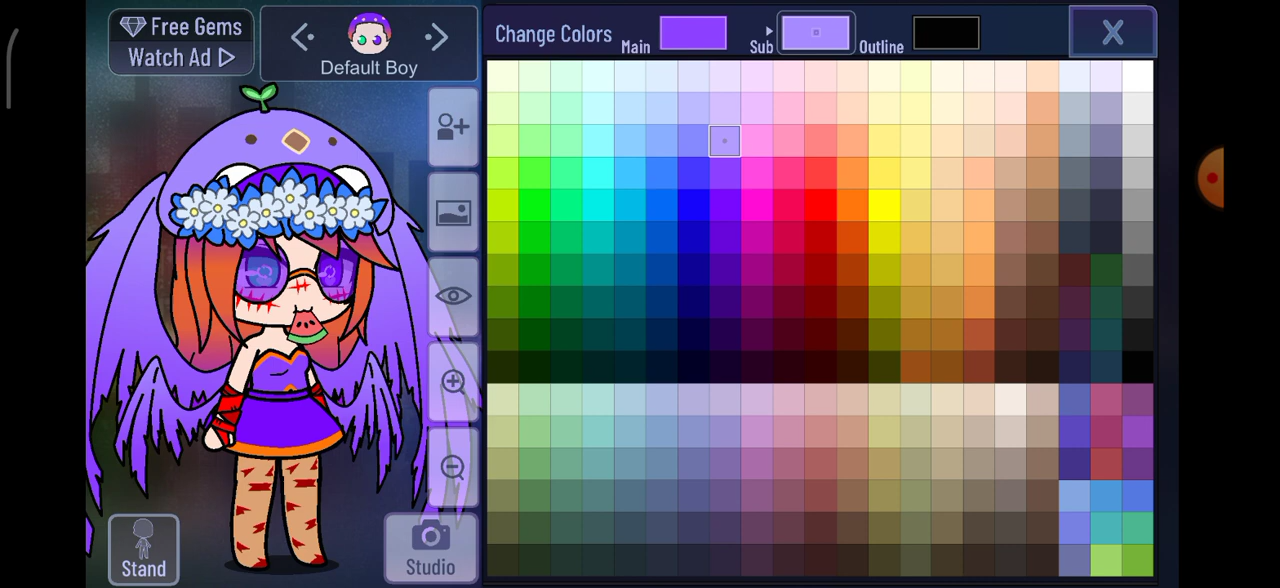 Free Gems
Watch Ad
Default Boy
Change Colors
Main
Sub
Outline
X
Stand
Studio